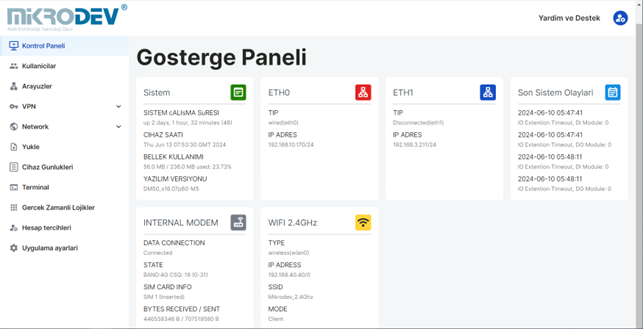 MİKRODEV®
Yardim ve Destek
Kontrol Paneli
Kullanicilar
Arayuzler
VPN
Network
Yukle
Cihaz Gunlukleri
Terminal
Gercek Zamanli Lojikler
Hesap tercihleri
Uygulama ayarlari
Gosterge Paneli
Sistem
SISTEM cALIsMA SuRESI
up 2 days, 1 hour, 32 minutes (48)
CIHAZ SAATI
Thu Jun 13 07:53:30 GMT 2024
BELLEK KULLANIMI
56.0 MB / 236.0 MB used: 23.73%
YAZILIM VERSIYONU
DM50_s18.07p60-M5
ETH0
TIP
wired(eth0)
IP ADRES
192.168.10.170/24
ETH1
TIP
Disconnected(eth1)
IP ADRES
192.168.3.211/24
Son Sistem Olaylari
2024-06-10 05:47:41
IO Extention Timeout, DI Module: 0
2024-06-10 05:47:41
IO Extention Timeout, DO Module: 0
2024-06-10 05:48:11
IO Extention Timeout, DI Module: 0
2024-06-10 05:48:11
IO Extention Timeout, DO Module: 0
INTERNAL MODEM
DATA CONNECTION
Connected
STATE
BAND:4G CSQ: 18 (0-31)
SIM CARD INFO
SIM 1 (Inserted)
BYTES RECEIVED / SENT
446558346 B / 707519580 B
WIFI 2.4GHz
TYPE
wireless(wlan0)
IP ADRESS
192.168.40.40/0
SSID
Mikrodev_2.4Ghz
MODE
Client